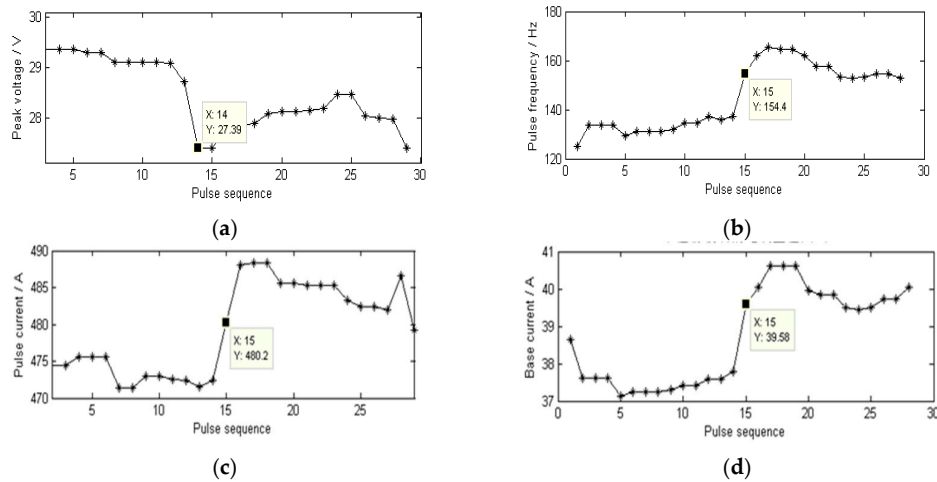 30
29
28
Peak voltage / V
X: 14
Y: 27.39
5 10 15 20 25 30
Pulse sequence
(a)
200
160
120
Pulse frequency / Hz
X: 15
Y: 154.4
0 5 10 15 20 25 30
Pulse sequence
(b)
490
485
480
475
470
Pulse current / A
X: 15
Y: 480.2
5 10 15 20 25
Pulse sequence
(c)
41
40
39
38
37
Base current / A
X: 15
Y: 39.58
0 5 10 15 20 25 30
Pulse sequence
(d)